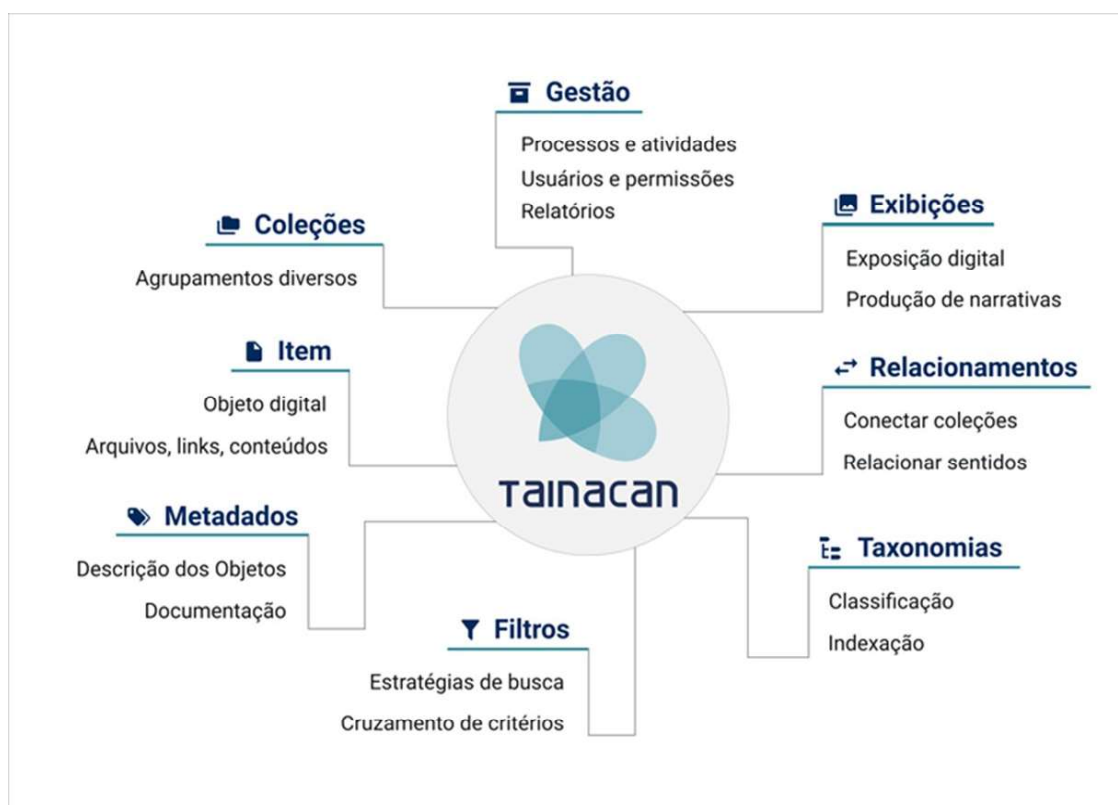 Gestão
Processos e atividades
Usuários e permissões
Relatórios
Exibições
Exposição digital
Produção de narrativas
Relacionamentos
Conectar coleções
Relacionar sentidos
Taxonomias
Classificação
Indexação
Filtros
Estratégias de busca
Cruzamento de critérios
Metadados
Descrição dos Objetos
Documentação
Item
Objeto digital
Arquivos, links, conteúdos
Coleções
Agrupamentos diversos
Tainacan